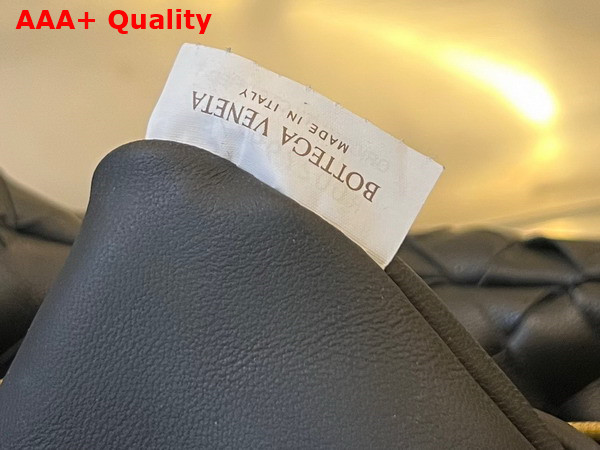 AAA+ Quality
BOTTEGA VENETA
MADE IN ITALY